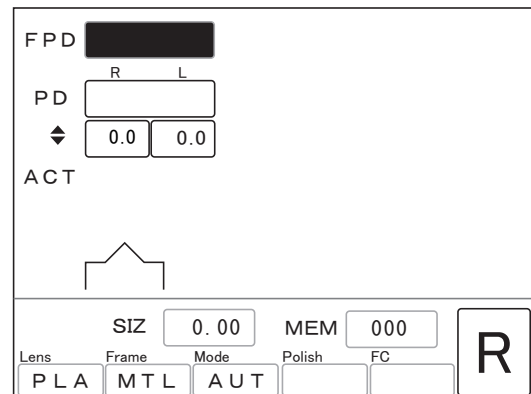 FPD
R L
PD
0.0 0.0
ACT
SIZ 0.00 MEM 000
Lens Frame Mode Polish FC
PLA MTL AUT
R